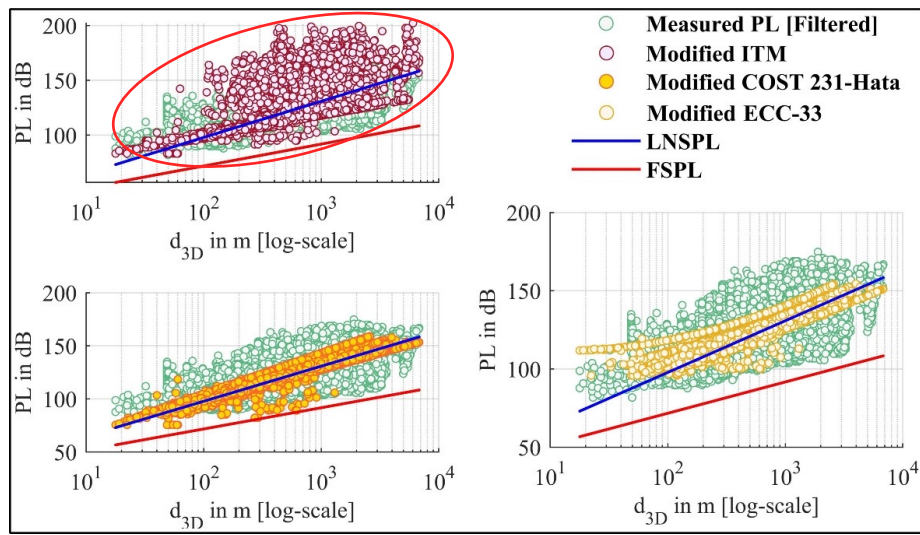 200
150
100
PL in dB
10^1
10^2
10^3
10^4
d_3D in m [log-scale]
Measured PL [Filtered]
Modified ITM
Modified COST 231-Hata
Modified ECC-33
LNSPL
FSPL
200
150
100
50
PL in dB
10^1
10^2
10^3
10^4
d_3D in m [log-scale]
200
150
100
50
PL in dB
10^1
10^2
10^3
10^4
d_3D in m [log-scale]